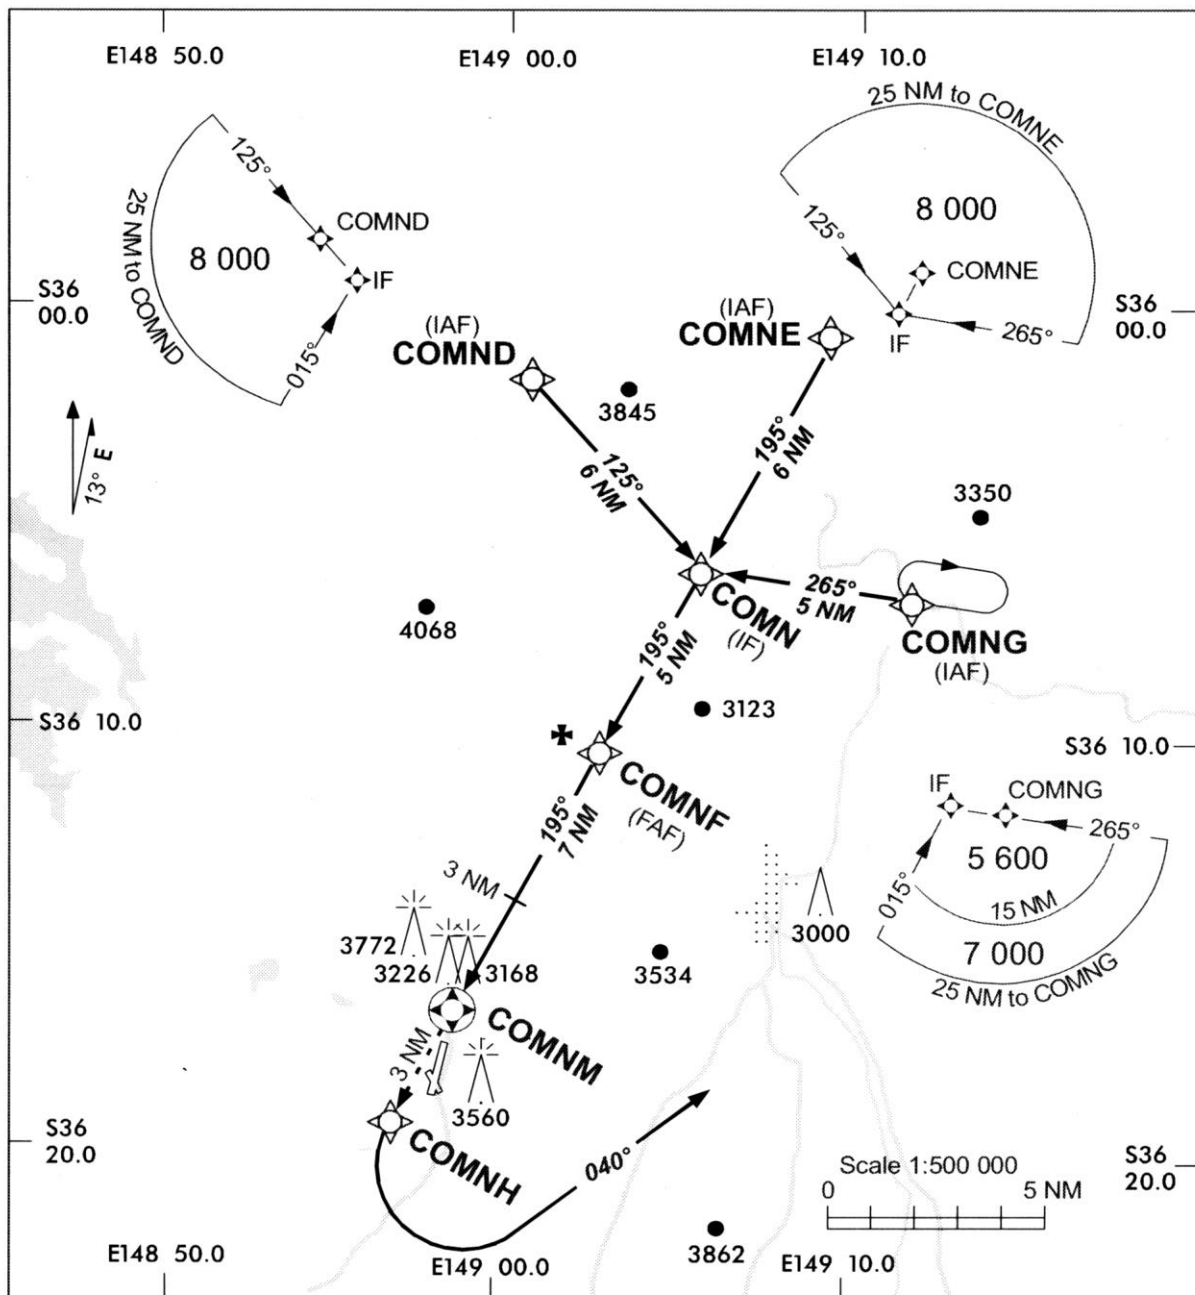 E148 50.0
E149 00.0
E149 10.0
25 NM to COMNE
125°
8 000
COMNE
IF
265°
125°
25 NM to COMND
8 000
COMND
IF
015°
S36
00.0
S36
00.0
(IAF)
COMND
(IAF)
COMNE
3845
13° E
125°
6 NM
195°
6 NM
3350
265°
5 NM
COMN
(IF)
COMNG
(IAF)
4068
195°
5 NM
3123
S36 10.0
S36 10.0
COMNF
(FAF)
195°
7 NM
3 NM
IF
COMNG
265°
5 600
015°
15 NM
7 000
25 NM to COMNG
3000
3772
3226
3168
3534
COMNM
3 NM
3560
COMNH
040°
S36
20.0
S36
20.0
Scale 1:500 000
0
5 NM
3862
E148 50.0
E149 00.0
E149 10.0